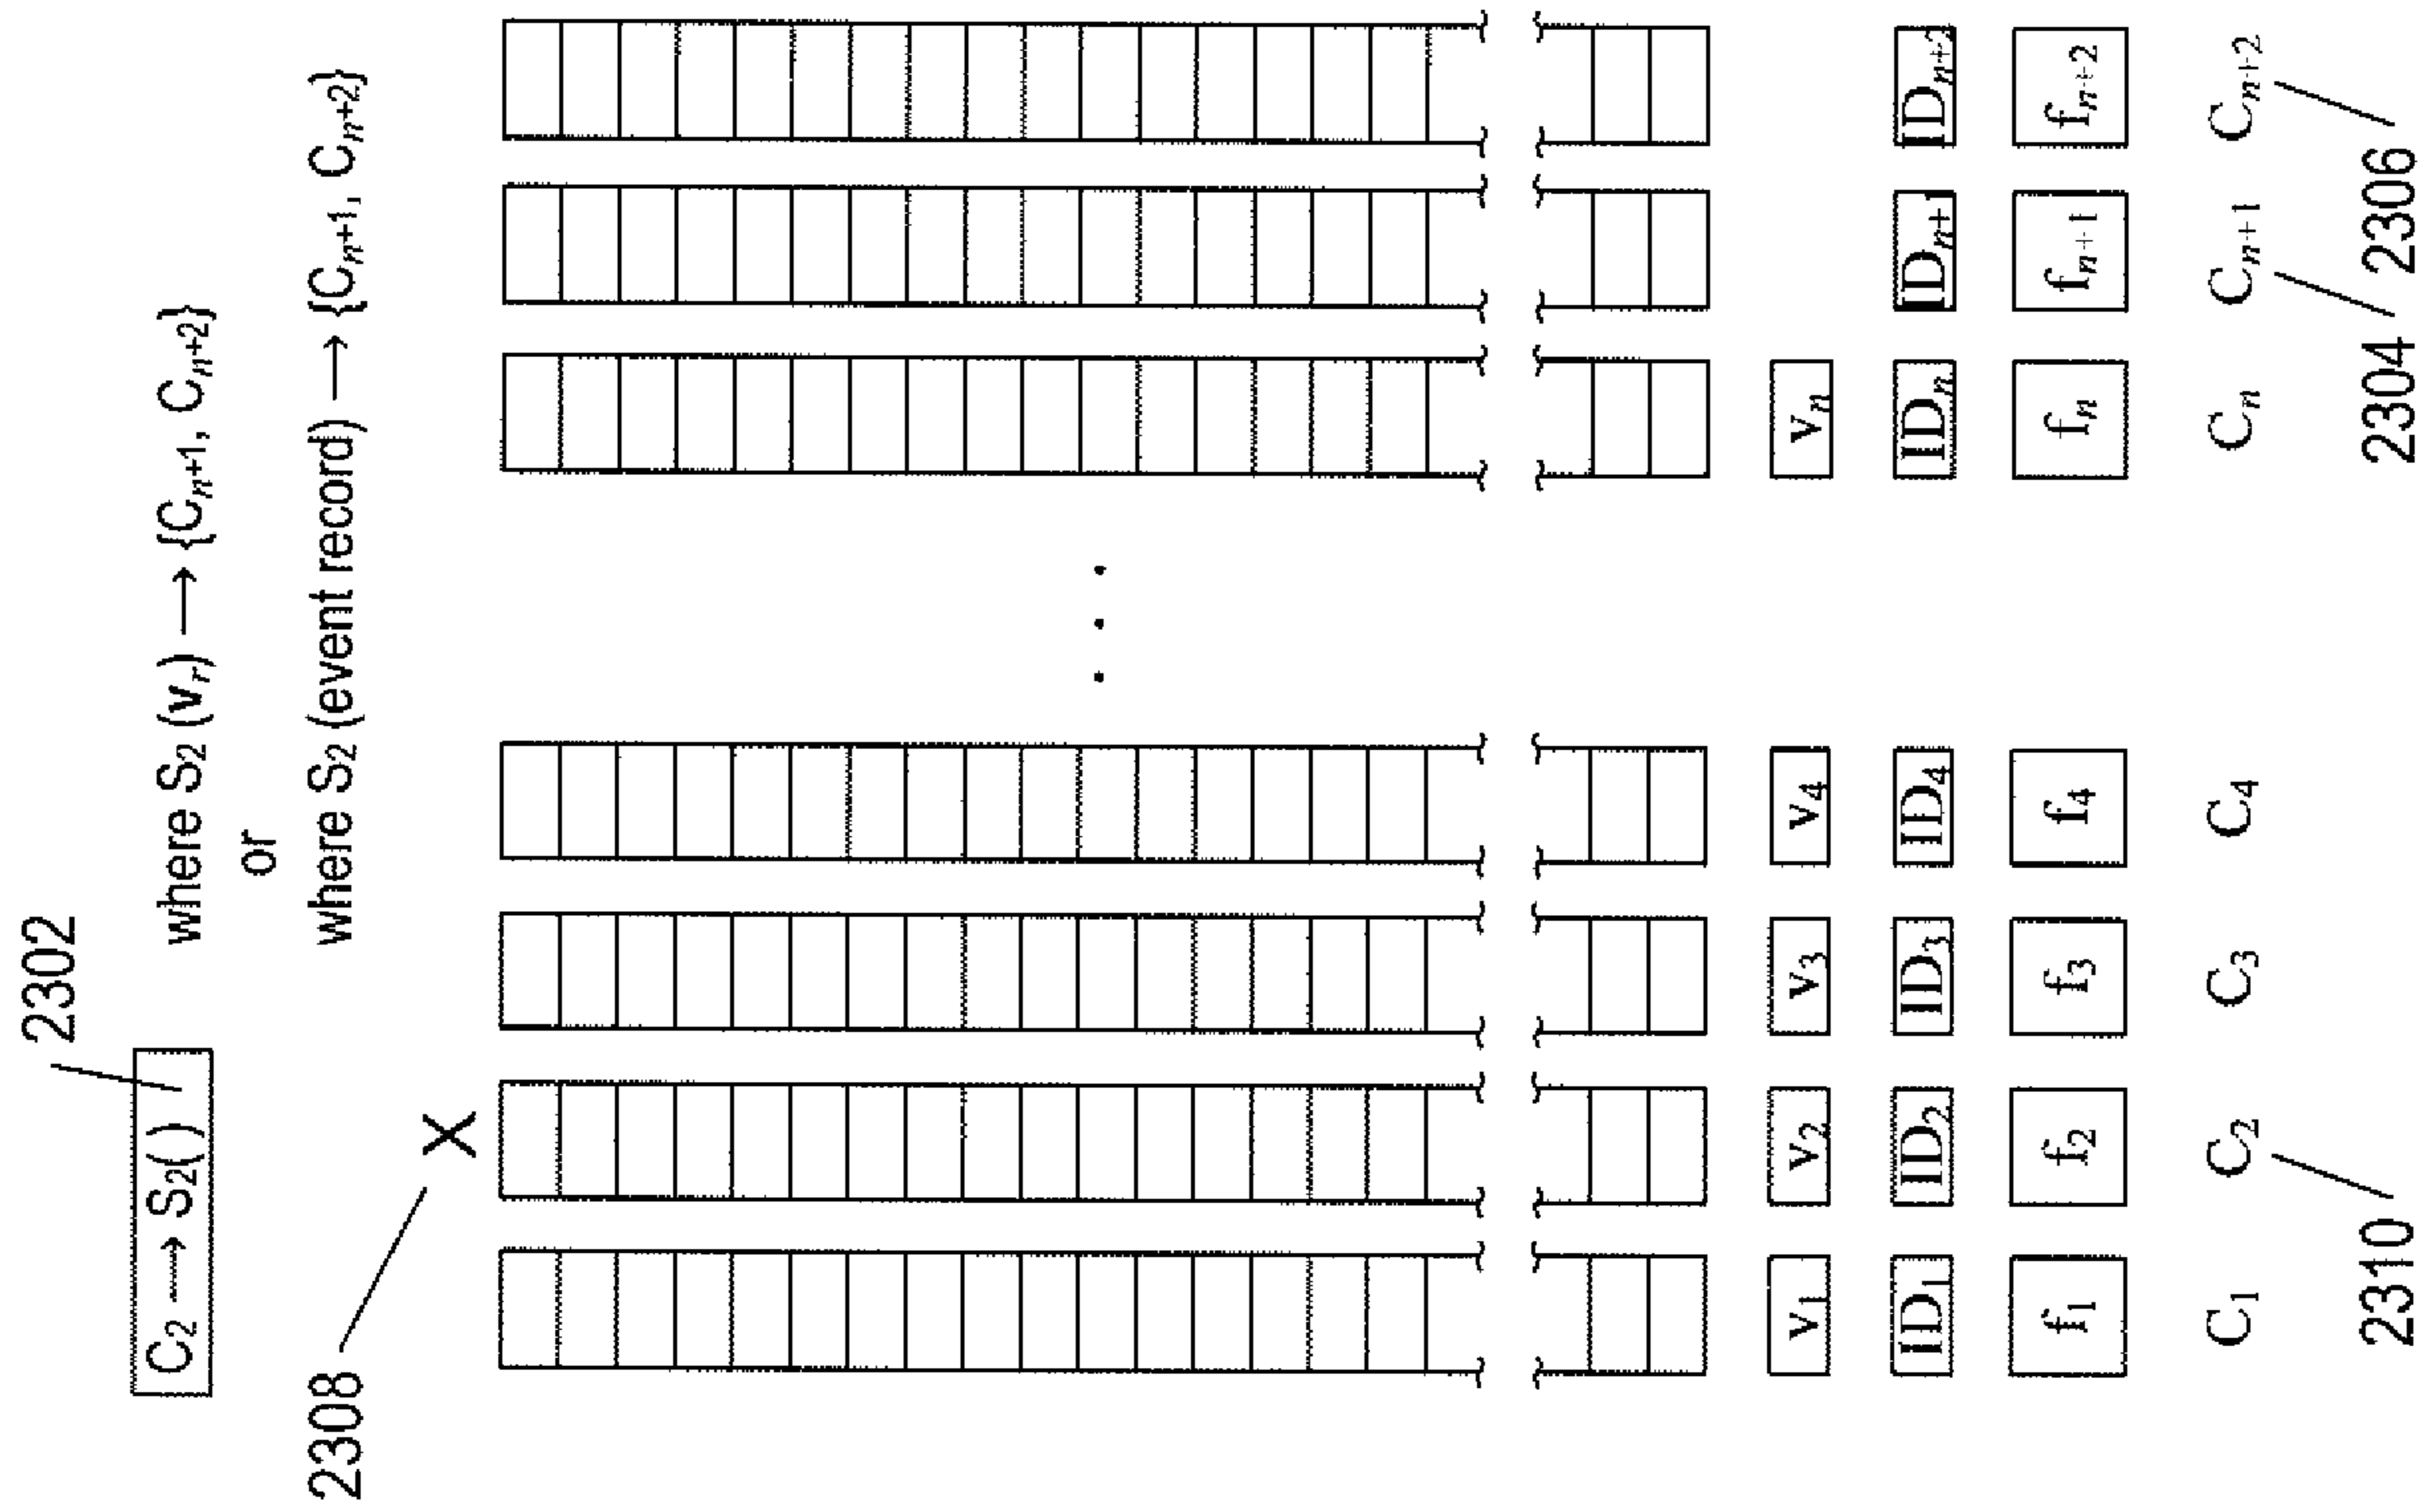 2302
C₂ → S₂( ) where S₂ (vᵣ) → {Cₙ₊₁, Cₙ₊₂}
or
where S₂ (event record) → {Cₙ₊₁, Cₙ₊₂}
2308 X
v₁ v₂ v₃ v₄ . . . vₙ
ID₁ ID₂ ID₃ ID₄ IDₙ IDₙ₊₁ IDₙ₊₂
f₁ f₂ f₃ f₄ fₙ fₙ₊₁ fₙ₊₂
C₁ C₂ C₃ C₄ Cₙ Cₙ₊₁ Cₙ₊₂
2310 2304 2306